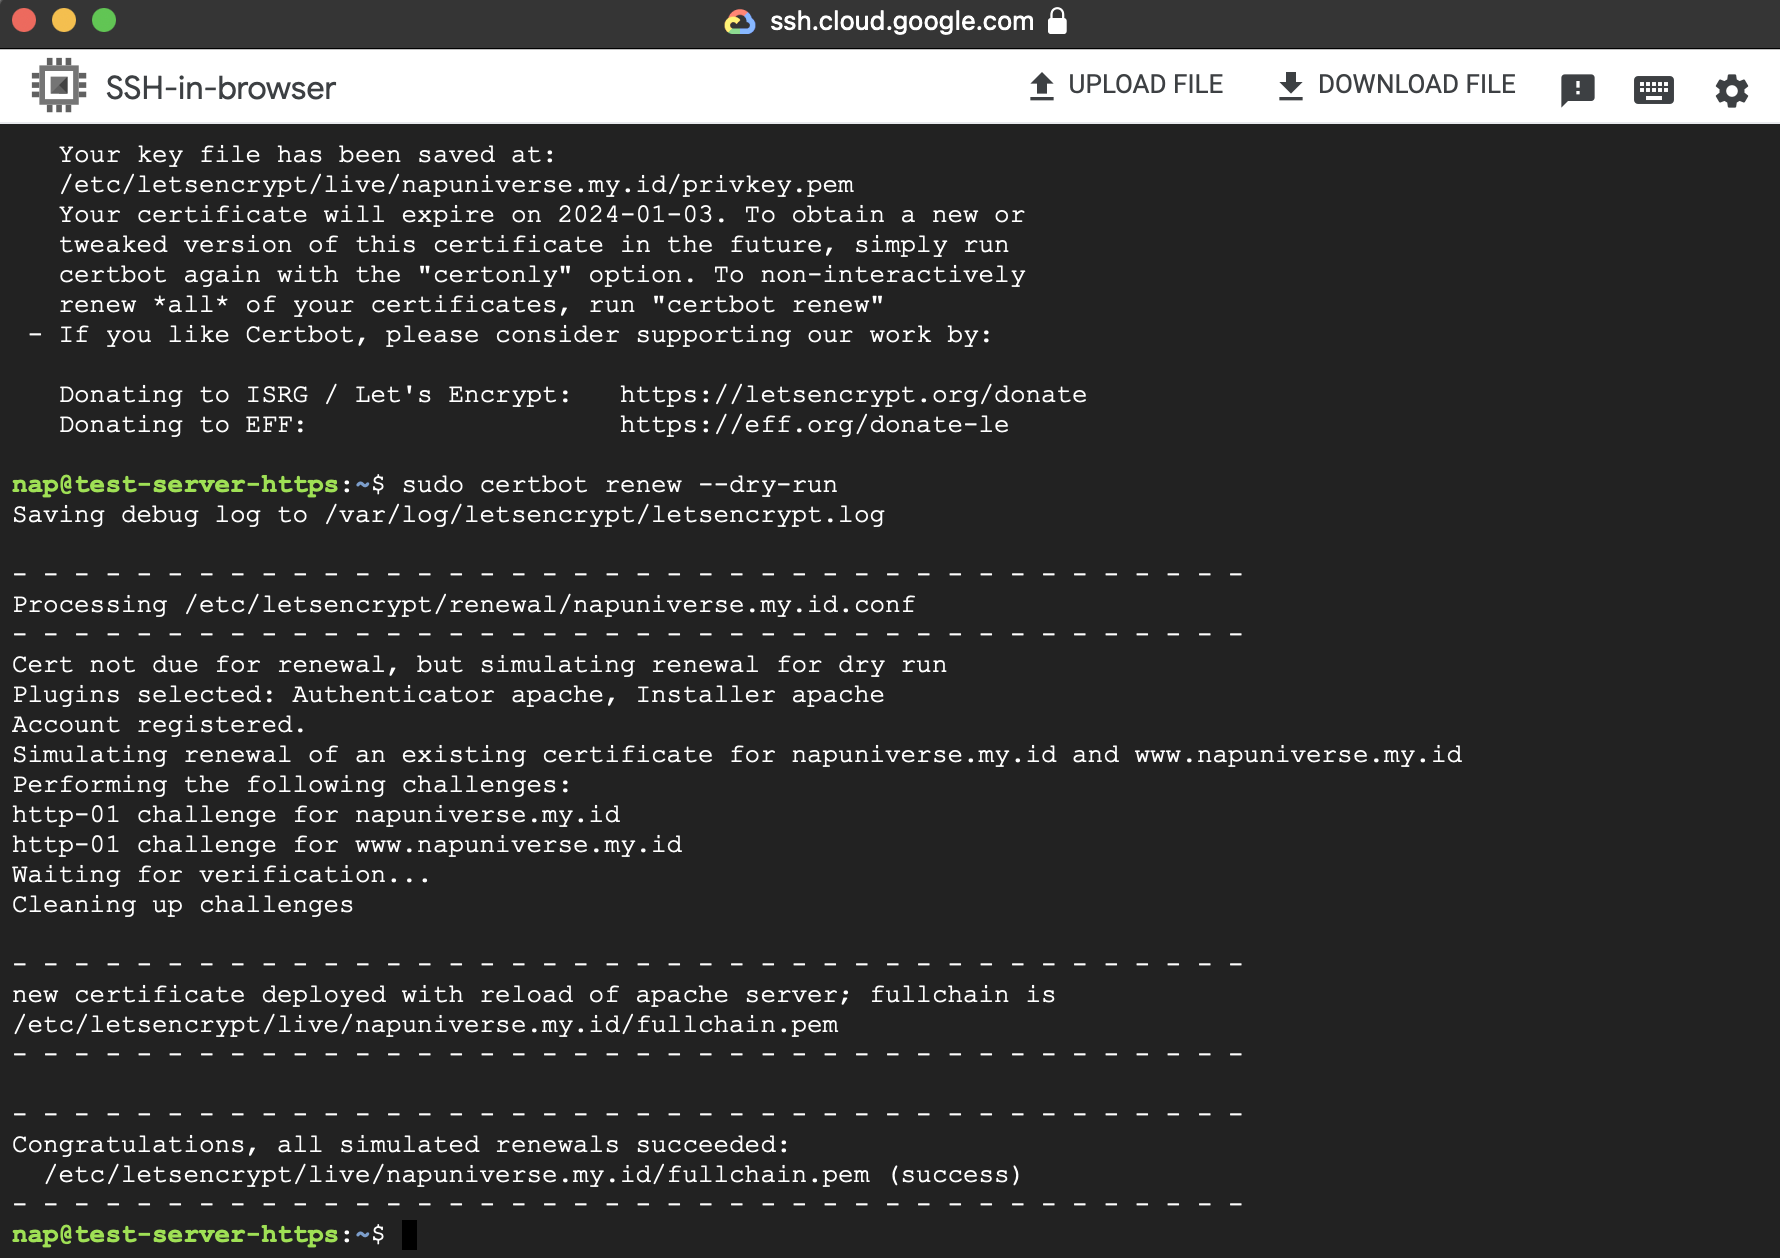 ssh.cloud.google.com
SSH-in-browser
UPLOAD FILE
DOWNLOAD FILE
Your key file has been saved at:
/etc/letsencrypt/live/napuniverse.my.id/privkey.pem
Your certificate will expire on 2024-01-03. To obtain a new or
tweaked version of this certificate in the future, simply run
certbot again with the "certonly" option. To non-interactively
renew *all* of your certificates, run "certbot renew"
- If you like Certbot, please consider supporting our work by:
Donating to ISRG / Let's Encrypt:   https://letsencrypt.org/donate
Donating to EFF:                    https://eff.org/donate-le
nap@test-server-https:~$ sudo certbot renew --dry-run
Saving debug log to /var/log/letsencrypt/letsencrypt.log
- - - - - - - - - - - - - - - - - - - - - - - - - - - - - - - - - - - - - - - -
Processing /etc/letsencrypt/renewal/napuniverse.my.id.conf
- - - - - - - - - - - - - - - - - - - - - - - - - - - - - - - - - - - - - - - -
Cert not due for renewal, but simulating renewal for dry run
Plugins selected: Authenticator apache, Installer apache
Account registered.
Simulating renewal of an existing certificate for napuniverse.my.id and www.napuniverse.my.id
Performing the following challenges:
http-01 challenge for napuniverse.my.id
http-01 challenge for www.napuniverse.my.id
Waiting for verification...
Cleaning up challenges
- - - - - - - - - - - - - - - - - - - - - - - - - - - - - - - - - - - - - - - -
new certificate deployed with reload of apache server; fullchain is
/etc/letsencrypt/live/napuniverse.my.id/fullchain.pem
- - - - - - - - - - - - - - - - - - - - - - - - - - - - - - - - - - - - - - - -
- - - - - - - - - - - - - - - - - - - - - - - - - - - - - - - - - - - - - - - -
Congratulations, all simulated renewals succeeded:
  /etc/letsencrypt/live/napuniverse.my.id/fullchain.pem (success)
- - - - - - - - - - - - - - - - - - - - - - - - - - - - - - - - - - - - - - - -
nap@test-server-https:~$